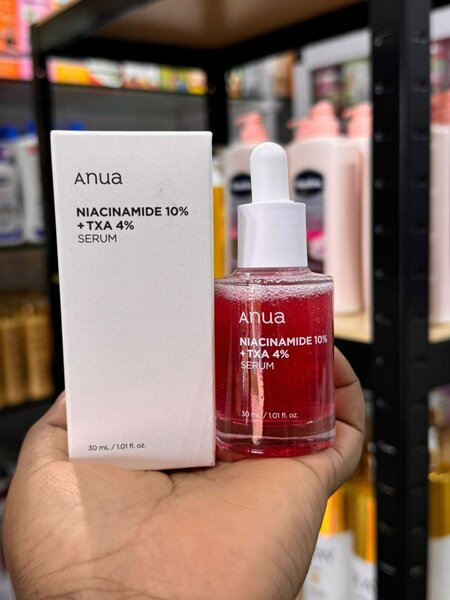 Anua
NIACINAMIDE 10%
+ TXA 4%
SERUM
30 mL / 1.01 fl. oz.
Anua
NIACINAMIDE 10%
+ TXA 4%
SERUM
30 mL / 1.01 fl. oz.